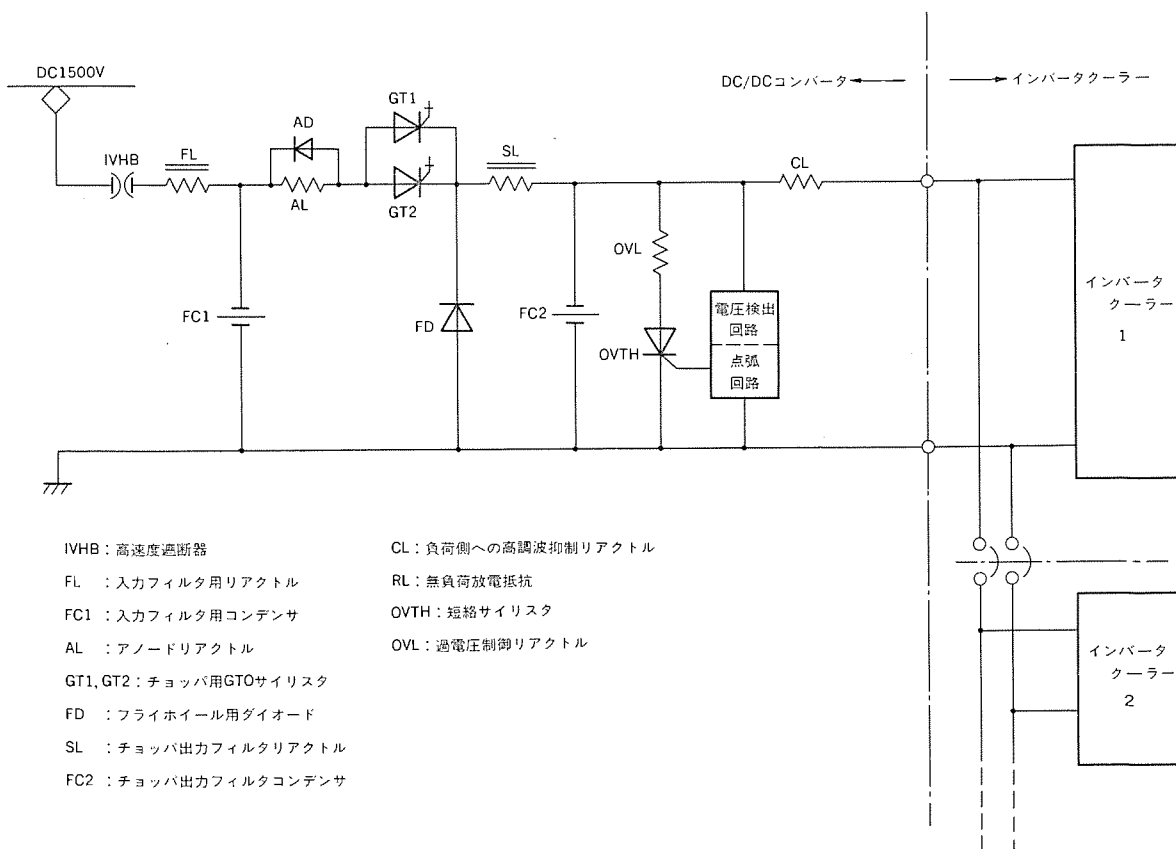 DC1500V
IVHB
FL
AD
AL
GT1
GT2
SL
CL
DC/DCコンバータ
インバータクーラー
FC1
FD
FC2
OVL
OVTH
電圧検出
回路
点弧
回路
インバータ
クーラー
1
インバータ
クーラー
2
IVHB：高速度遮断器
FL：入力フィルタ用リアクトル
FC1：入力フィルタ用コンデンサ
AL：アノードリアクトル
GT1,GT2：チョッパ用GTOサイリスタ
FD：フライホイール用ダイオード
SL：チョッパ出力フィルタリアクトル
FC2：チョッパ出力フィルタコンデンサ
CL：負荷側への高調波抑制リアクトル
RL：無負荷放電抵抗
OVTH：短絡サイリスタ
OVL：過電圧制御リアクトル